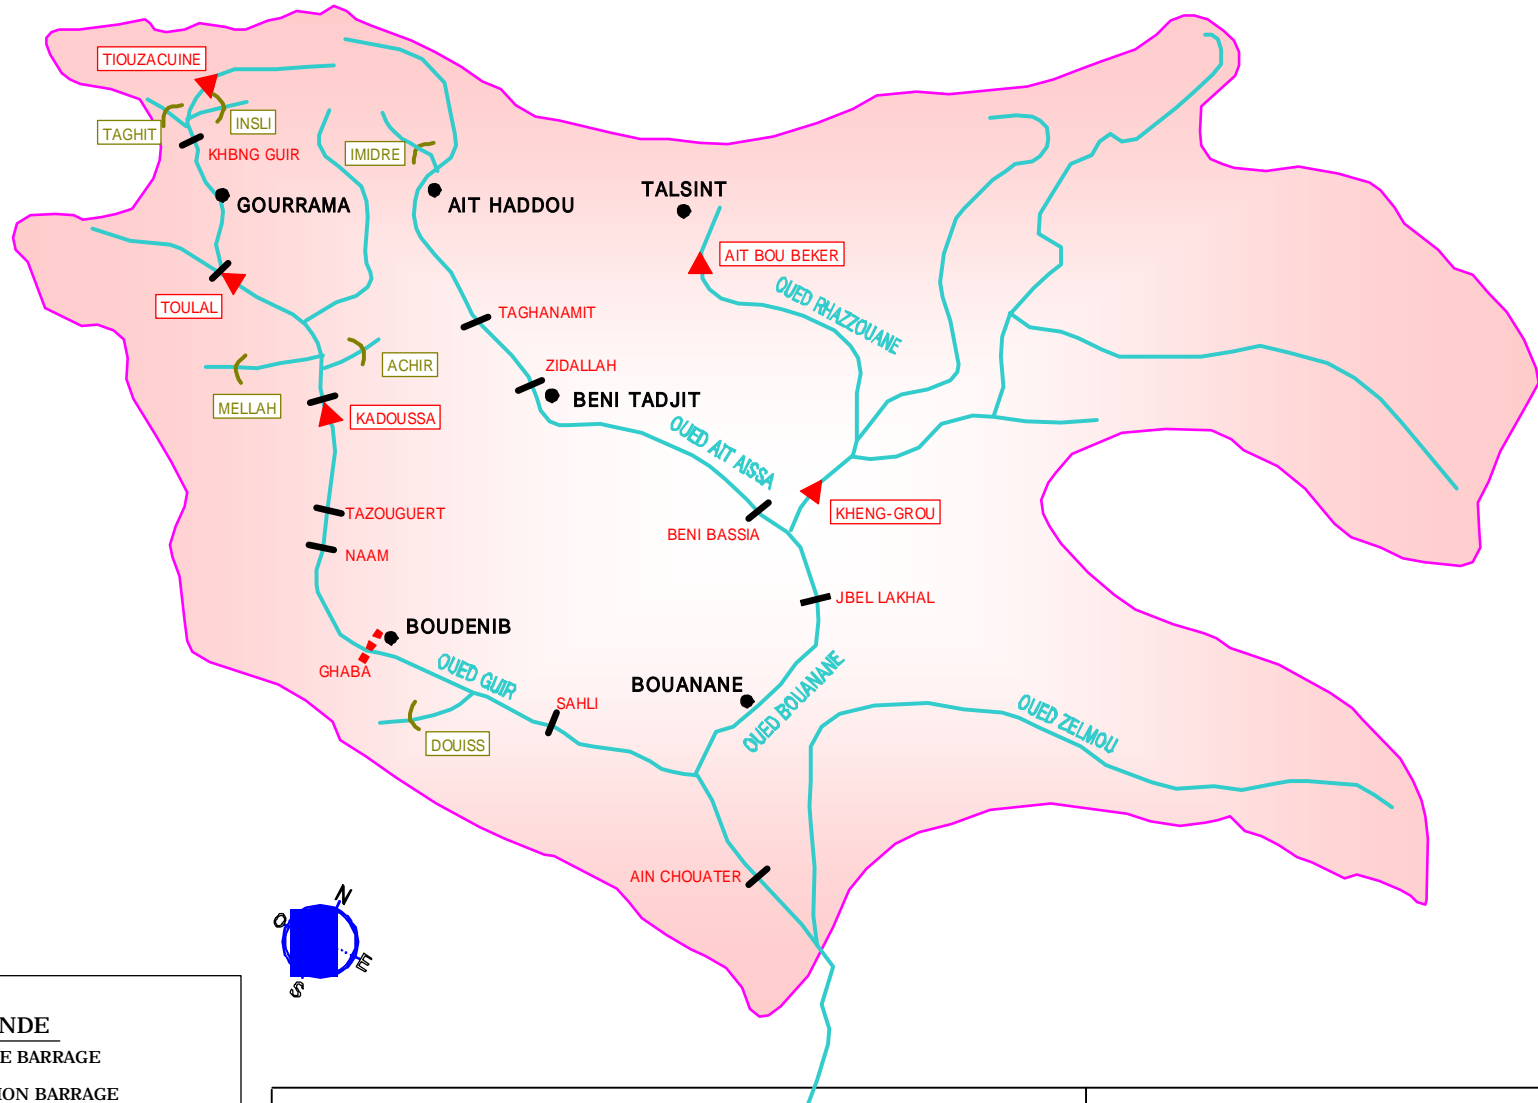 TIOUZACUINE
TAGHIT
INSLI
KHBNG GUIR
IMIDRE
GOURRAMA
AIT HADDOU
TALSINT
AIT BOU BEKER
OUED RHAZZOUANE
TOULAL
TAGHANAMIT
ACHIR
ZIDALLAH
MELLAH
KADOUSSA
BENI TADJIT
OUED AIT AISSA
TAZOUGUERT
KHENG-GROU
BENI BASSIA
NAAM
JBEL LAKHAL
BOUDENIB
GHABA
OUED GUIR
BOUANANE
OUED BOUANANE
SAHLI
OUED ZELMOU
DOUISS
AIN CHOUATER
N
O
E
S
NDE
E BARRAGE
ION BARRAGE